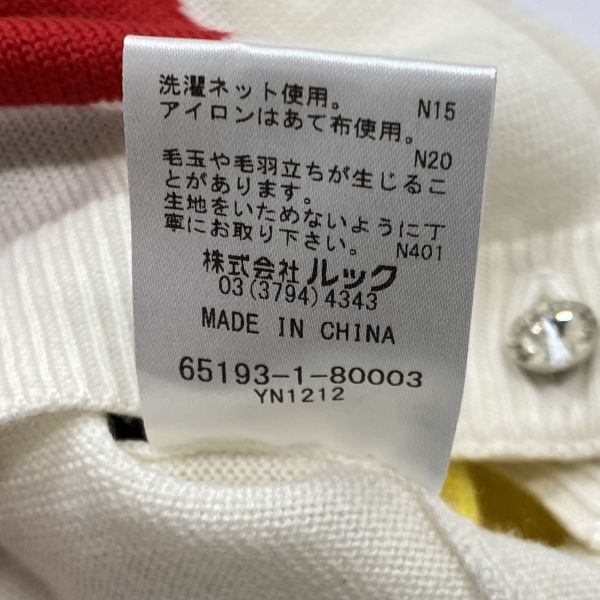 洗濯ネット使用。 N15
アイロンはあて布使用。
N20
毛玉や毛羽立ちが生じるこ
とがあります。
生地をいためないように丁
寧にお取り下さい。 N401
株式会社ルック
03(3794)4343
MADE IN CHINA
65193-1-80003
YN1212